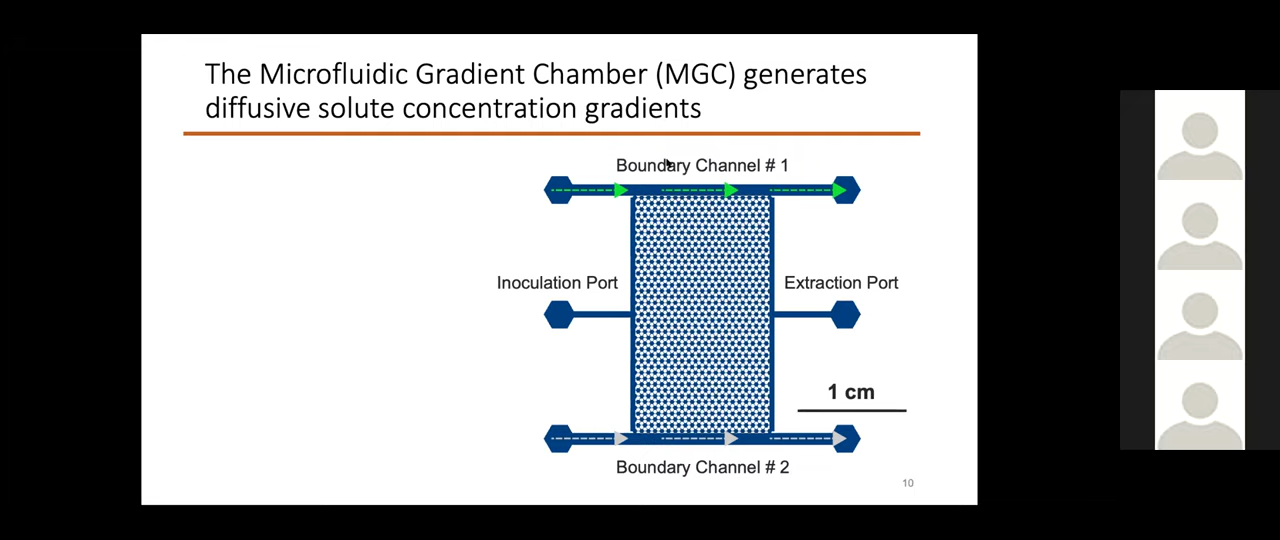 The Microfluidic Gradient Chamber (MGC) generates
diffusive solute concentration gradients
Boundary Channel # 1
Inoculation Port
Extraction Port
1 cm
Boundary Channel # 2
10